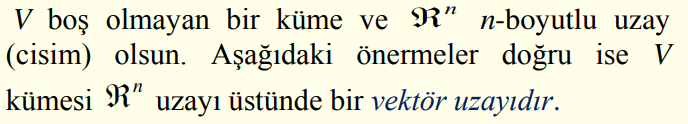 V boş olmayan bir küme ve ℜⁿ n-boyutlu uzay
(cisim) olsun. Aşağıdaki önermeler doğru ise V
kümesi ℜⁿ uzayı üstünde bir vektör uzayıdır.